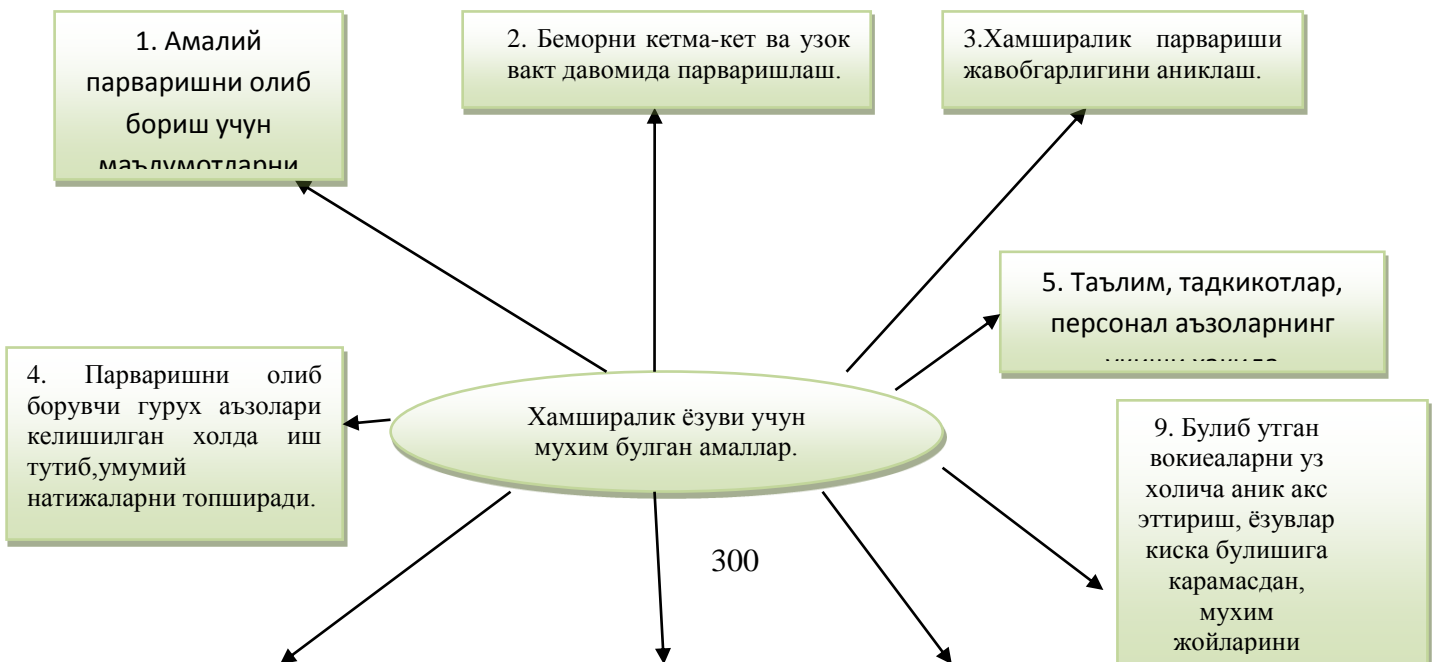 1. Амалий
парваришни олиб
бориш учун
маълумотларни
2. Беморни кетма-кет ва узок
вакт давомида парваришлаш.
3.Хамширалик парвариши
жавобгарлигини аниклаш.
5. Таълим, тадкикотлар,
персонал аъзоларнинг
4. Парваришни олиб
борувчи гурух аъзолари
келишилган холда иш
тутиб,умумий
натижаларни топширади.
Хамширалик ёзуви учун
мухим булган амаллар.
9. Булиб утган
вокиеаларни уз
холича аник акс
эттириш, ёзувлар
киска булишига
карамасдан,
мухим
жойларини
300